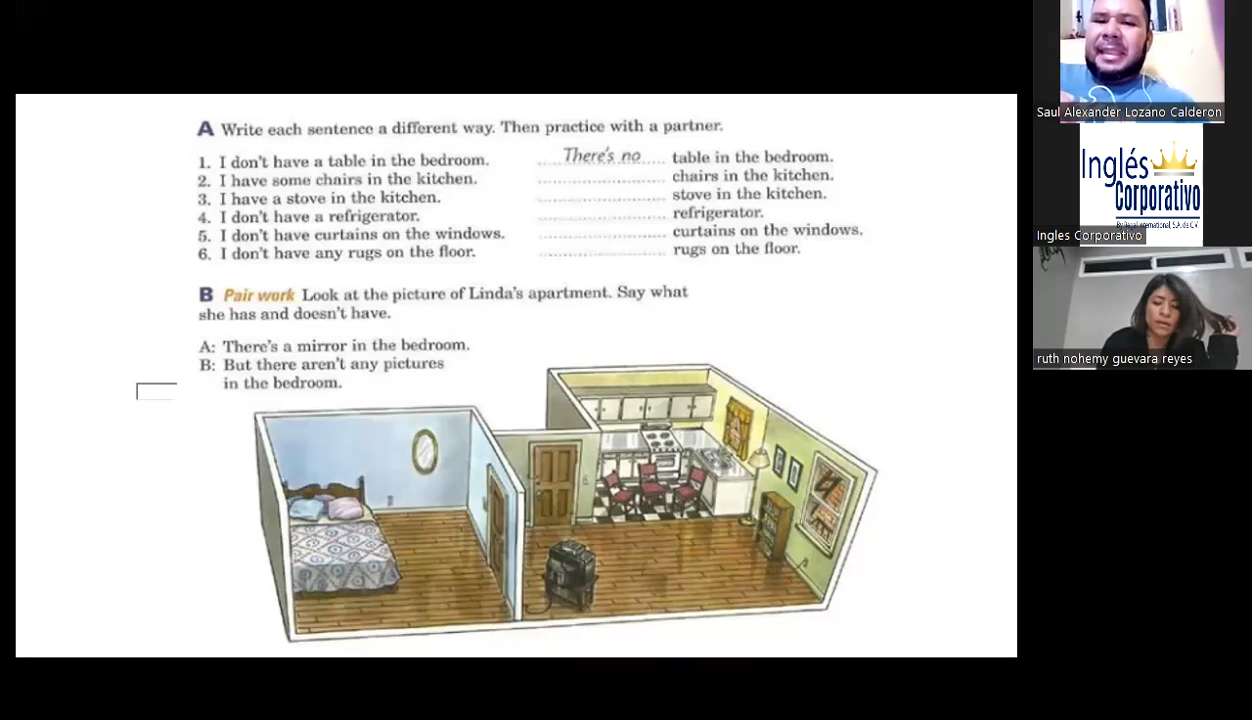 A Write each sentence a different way. Then practice with a partner.
1. I don't have a table in the bedroom. There's no table in the bedroom.
2. I have some chairs in the kitchen. .................... chairs in the kitchen.
3. I have a stove in the kitchen. .................... stove in the kitchen.
4. I don't have a refrigerator. .................... refrigerator.
5. I don't have curtains on the windows. .................... curtains on the windows.
6. I don't have any rugs on the floor. .................... rugs on the floor.
B Pair work Look at the picture of Linda's apartment. Say what
she has and doesn't have.
A: There's a mirror in the bedroom.
B: But there aren't any pictures
in the bedroom.
Saul Alexander Lozano Calderon
Inglés
Corporativo
Ingles Corporativo
ruth nohemy guevara reyes